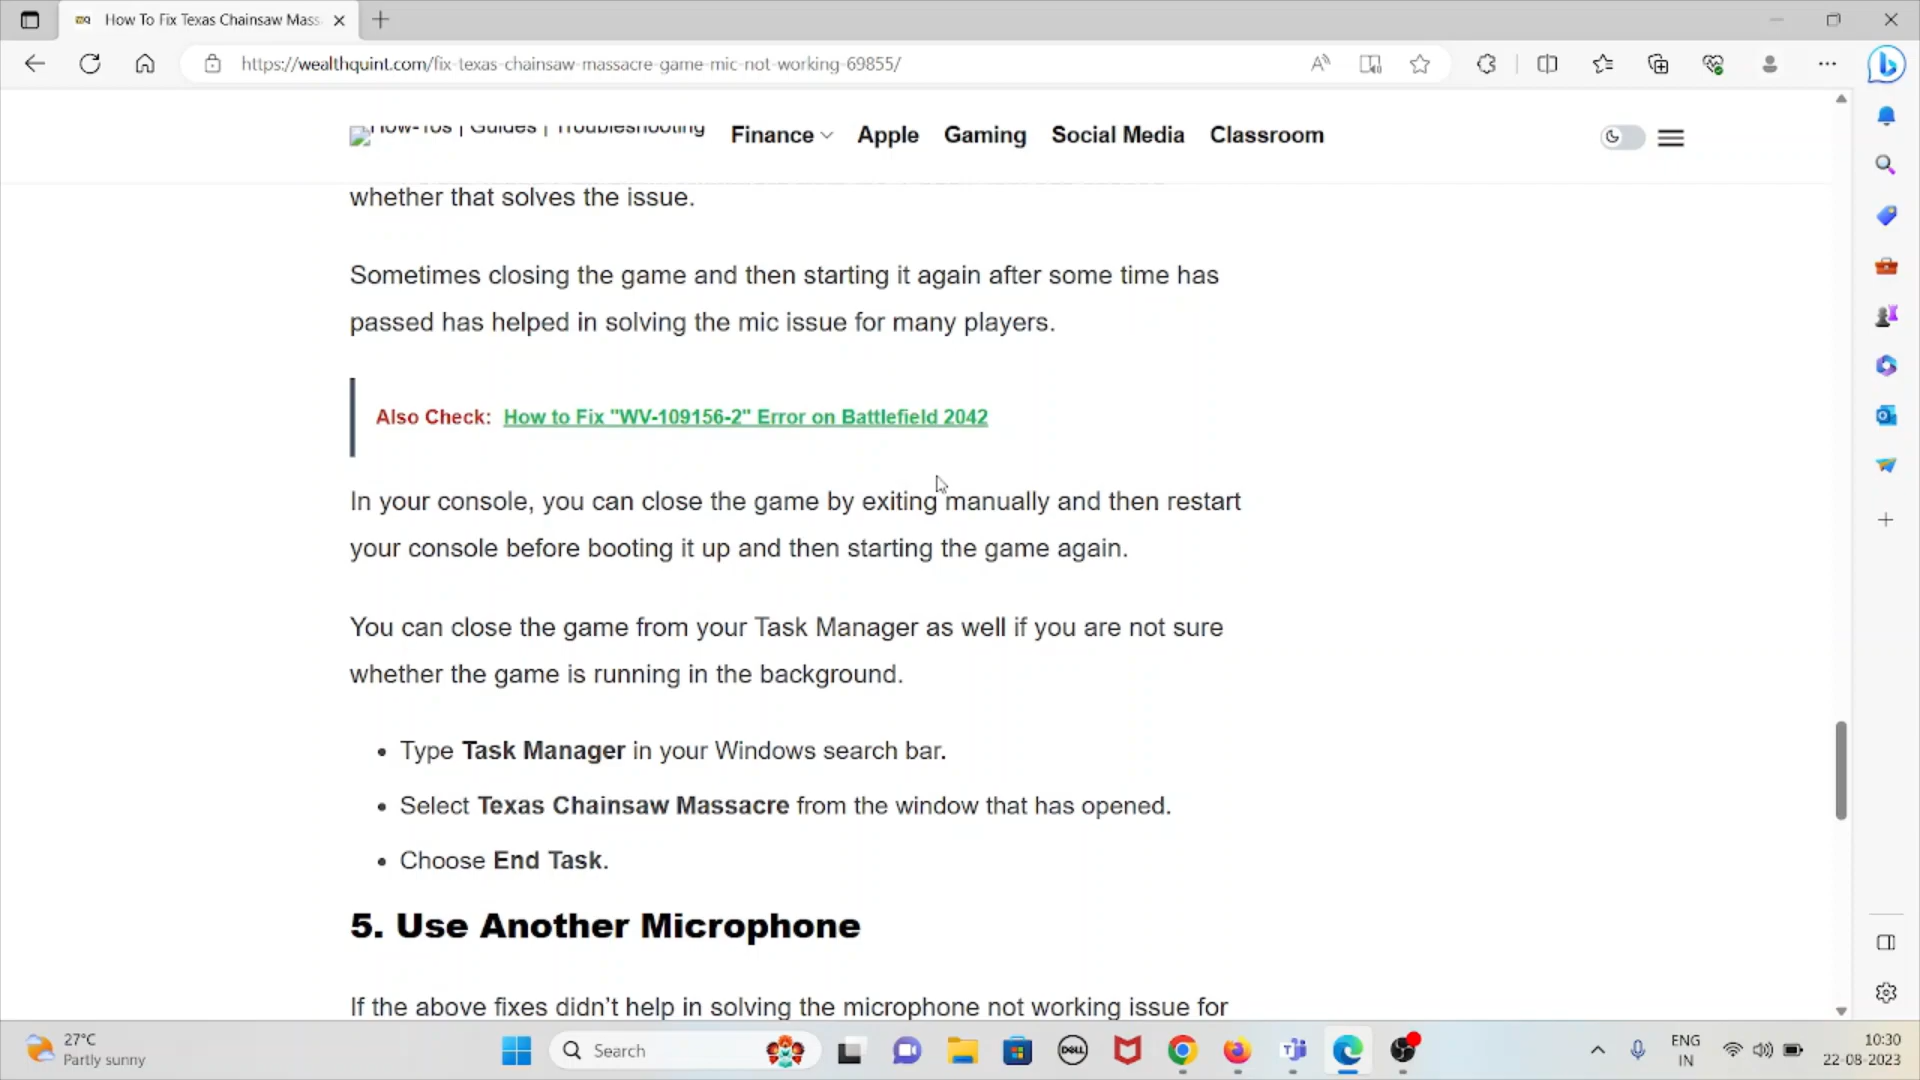 How To Fix Texas Chainsaw Mass
https://wealthquint.com/fix-texas-chainsaw-massacre-game-mic-not-working-69855/
How-Tos | Guides | Troubleshooting
Finance
Apple
Gaming
Social Media
Classroom
whether that solves the issue.
Sometimes closing the game and then starting it again after some time has
passed has helped in solving the mic issue for many players.
Also Check: How to Fix "WV-109156-2" Error on Battlefield 2042
In your console, you can close the game by exiting manually and then restart
your console before booting it up and then starting the game again.
You can close the game from your Task Manager as well if you are not sure
whether the game is running in the background.
• Type Task Manager in your Windows search bar.
• Select Texas Chainsaw Massacre from the window that has opened.
• Choose End Task.
5. Use Another Microphone
If the above fixes didn't help in solving the microphone not working issue for
27°C
Partly sunny
Search
DELL
ENG
IN
10:30
22-08-2023